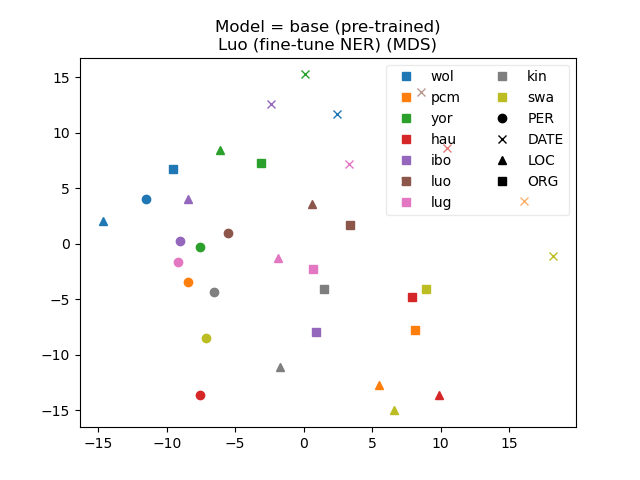 Model = base (pre-trained)
Luo (fine-tune NER) (MDS)
wol
pcm
yor
hau
ibo
luo
lug
kin
swa
PER
DATE
LOC
ORG
15
10
5
0
−5
−10
−15
−15
−10
−5
0
5
10
15